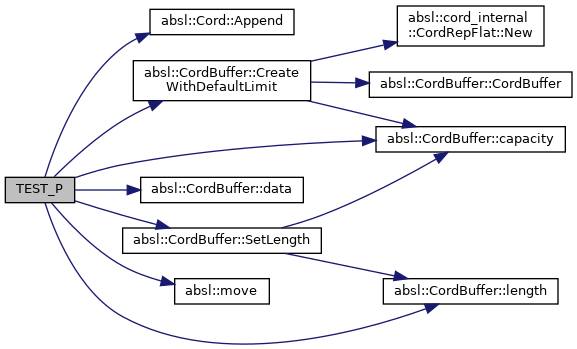 absl::Cord::Append
absl::cord_internal
::CordRepFlat::New
absl::CordBuffer::Create
WithDefaultLimit
absl::CordBuffer::CordBuffer
absl::CordBuffer::capacity
TEST_P
absl::CordBuffer::data
absl::CordBuffer::SetLength
absl::move
absl::CordBuffer::length